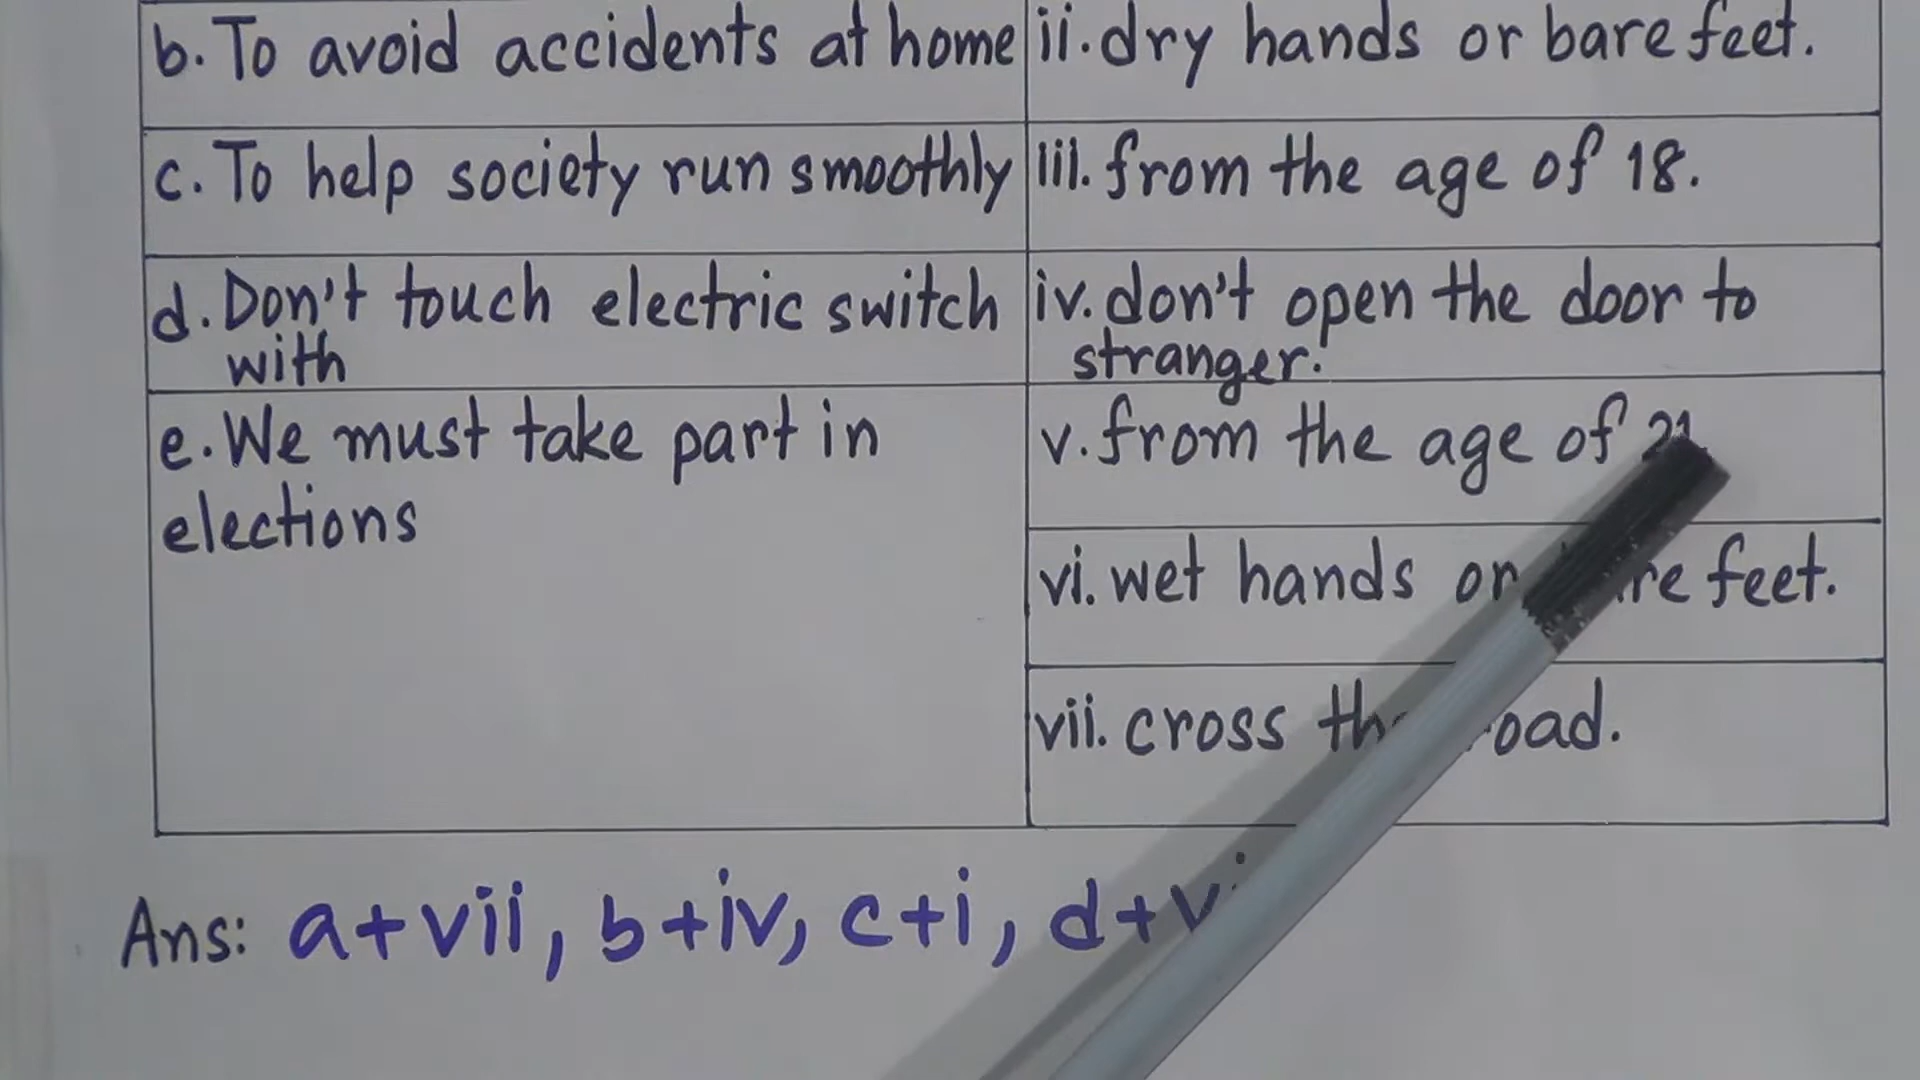 b. To avoid accidents at home
ii. dry hands or bare feet.
c. To help society run smoothly
iii. from the age of 18.
d. Don't touch electric switch
with
iv. don't open the door to
stranger.
e. We must take part in
elections
v. from the age of 21
vi. wet hands or feet.
vii. cross
Ans: a+vii, b+iv, c+i,